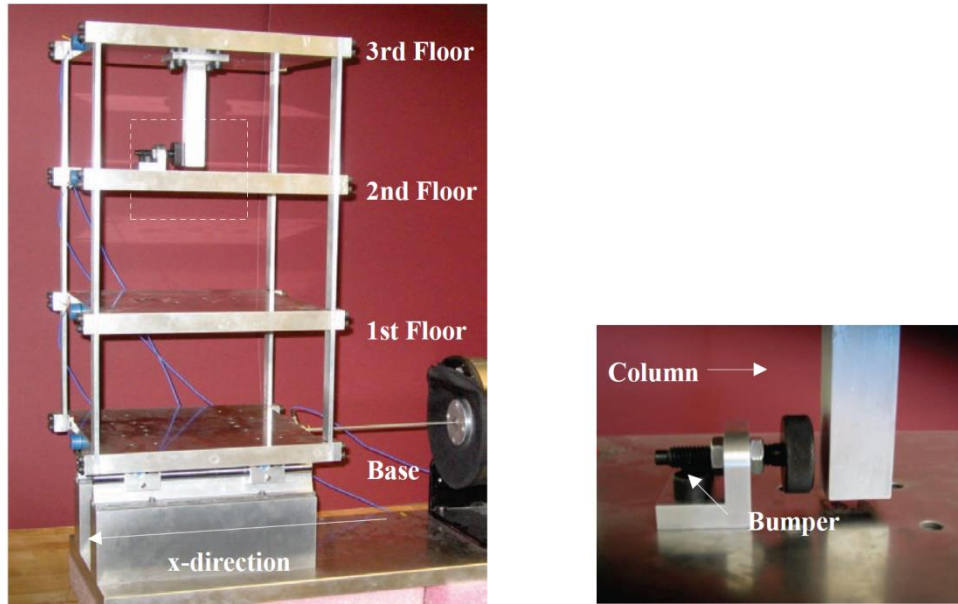 3rd Floor
2nd Floor
1st Floor
Base
x-direction
Column
Bumper